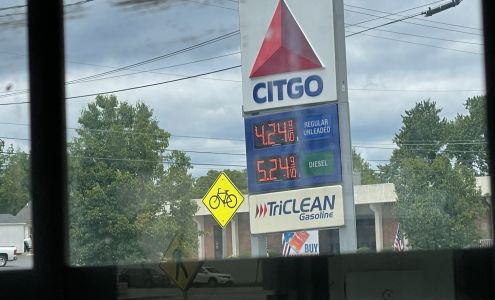 CITGO
4.24 9/10 REGULAR
UNLEADED
5.24 9/10 DIESEL
TriCLEAN
Gasoline
BUY